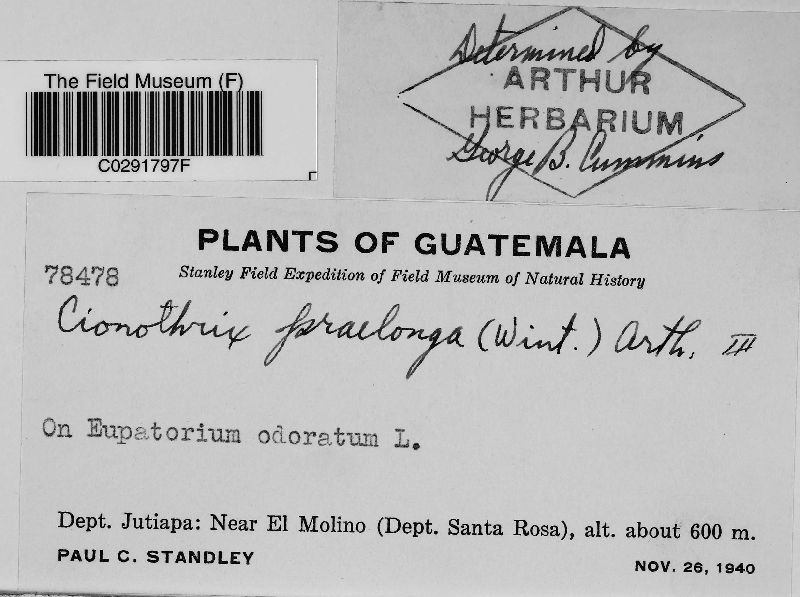 The Field Museum (F)
C0291797F
Determined by
ARTHUR
HERBARIUM
George B. Cummins
PLANTS OF GUATEMALA
78478
Stanley Field Expedition of Field Museum of Natural History
Cionothrix praelonga (Wint.) Arth. III
On Eupatorium odoratum L.
Dept. Jutiapa: Near El Molino (Dept. Santa Rosa), alt. about 600 m.
PAUL C. STANDLEY
NOV. 26, 1940